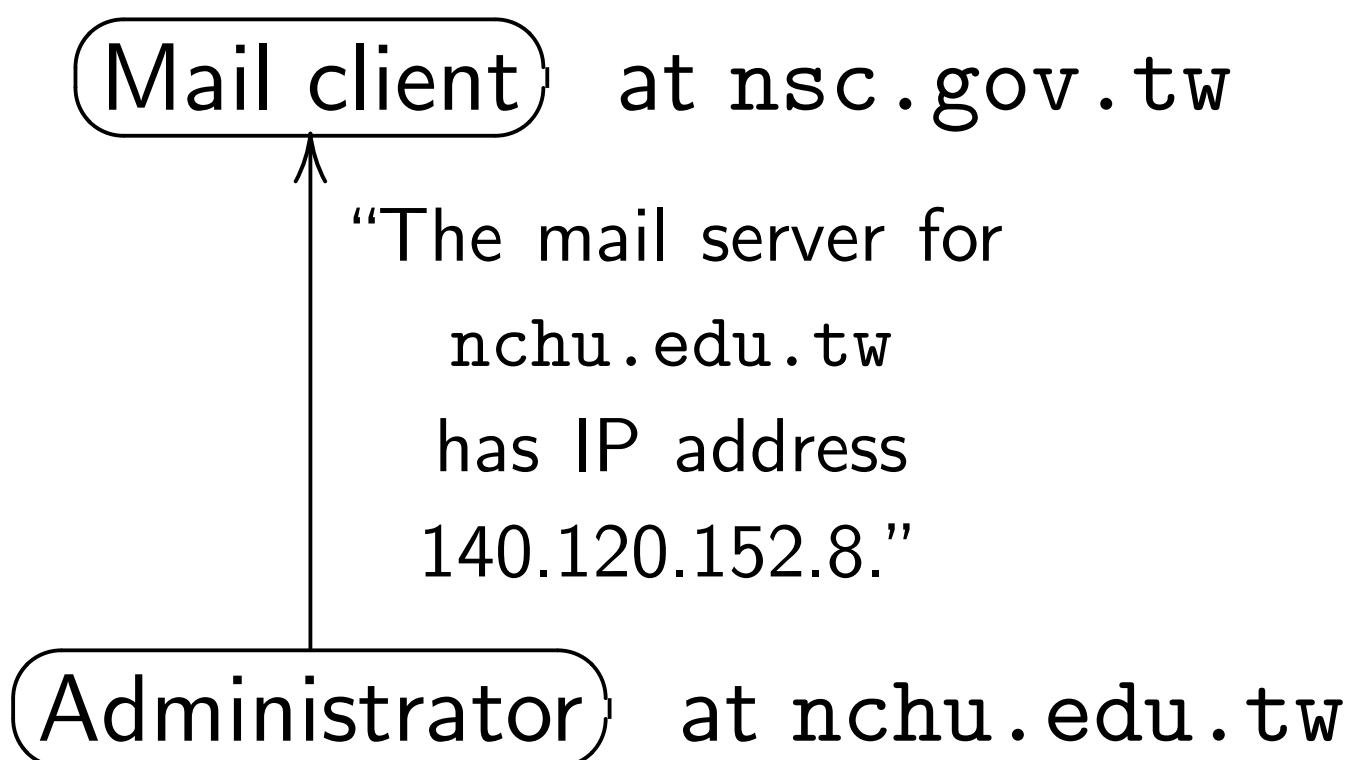 Mail client at nsc.gov.tw
“The mail server for
nchu.edu.tw
has IP address
140.120.152.8.”
Administrator at nchu.edu.tw